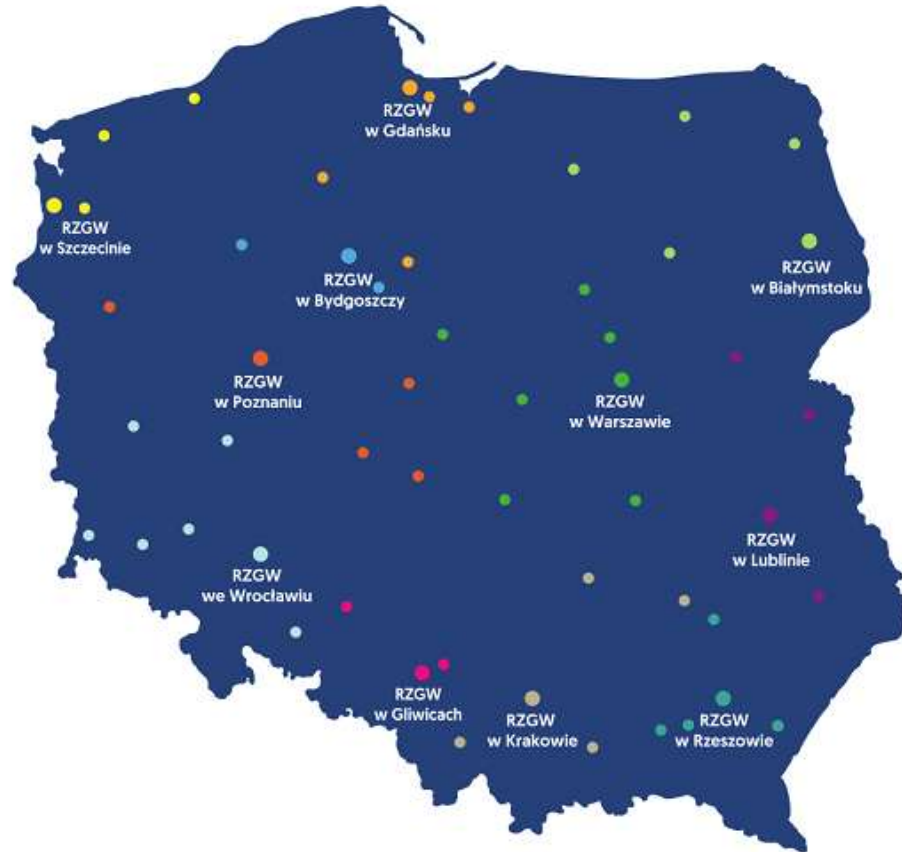 RZGW
w Gdańsku
RZGW
w Szczecinie
RZGW
w Bydgoszczy
RZGW
w Białymstoku
RZGW
w Poznaniu
RZGW
w Warszawie
RZGW
w Lublinie
RZGW
we Wrocławiu
RZGW
w Gliwicach
RZGW
w Krakowie
RZGW
w Rzeszowie